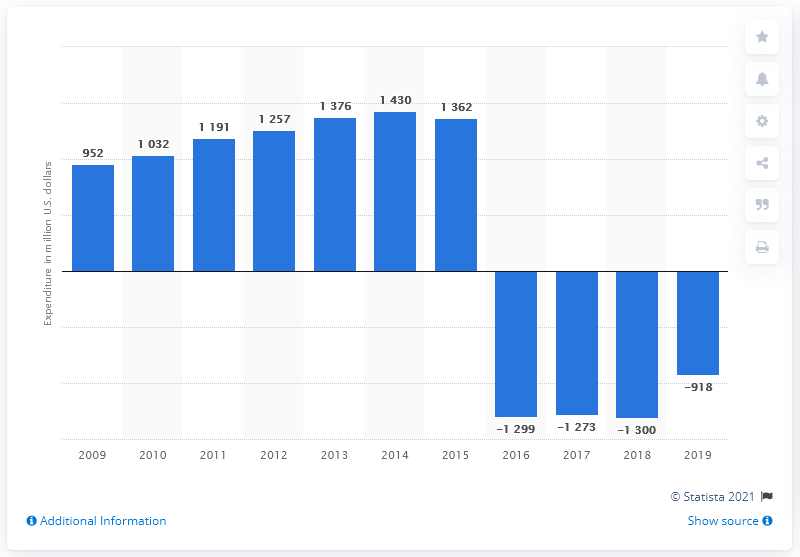 Expenditure in million U.S. dollars
952
1 032
1 191
1 257
1 376
1 430
1 362
−1 299
−1 273
−1 300
−918
2009 2010 2011 2012 2013 2014 2015 2016 2017 2018 2019
© Statista 2021
Additional Information
Show source